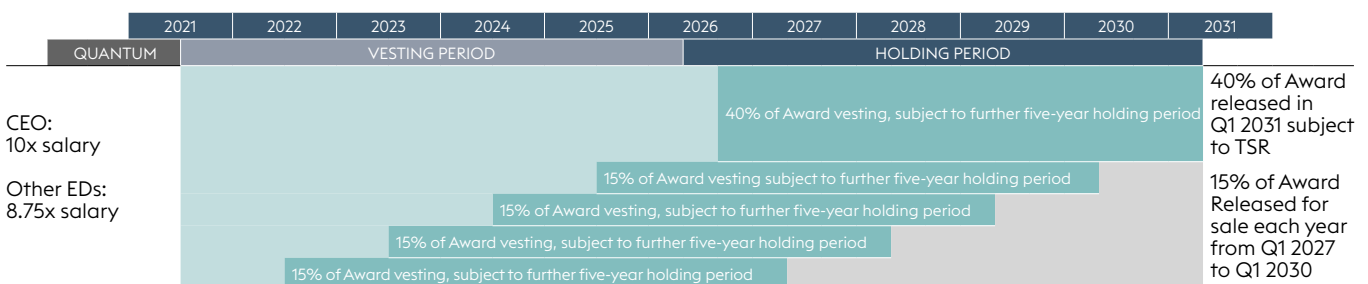 2021 2022 2023 2024 2025 2026 2027 2028 2029 2030 2031
QUANTUM VESTING PERIOD HOLDING PERIOD
CEO:
10x salary
Other EDs:
8.75x salary
40% of Award vesting, subject to further five-year holding period
15% of Award vesting subject to further five-year holding period
15% of Award vesting, subject to further five-year holding period
15% of Award vesting, subject to further five-year holding period
15% of Award vesting, subject to further five-year holding period
40% of Award
released in
Q1 2031 subject
to TSR
15% of Award
Released for
sale each year
from Q1 2027
to Q1 2030